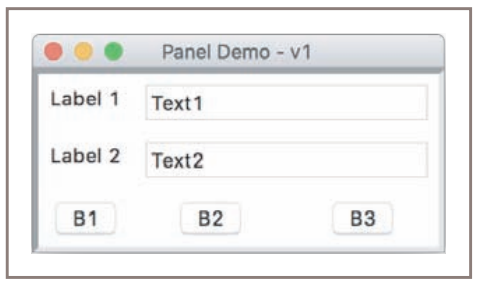 Panel Demo - v1
Label 1 Text1
Label 2 Text2
B1 B2 B3